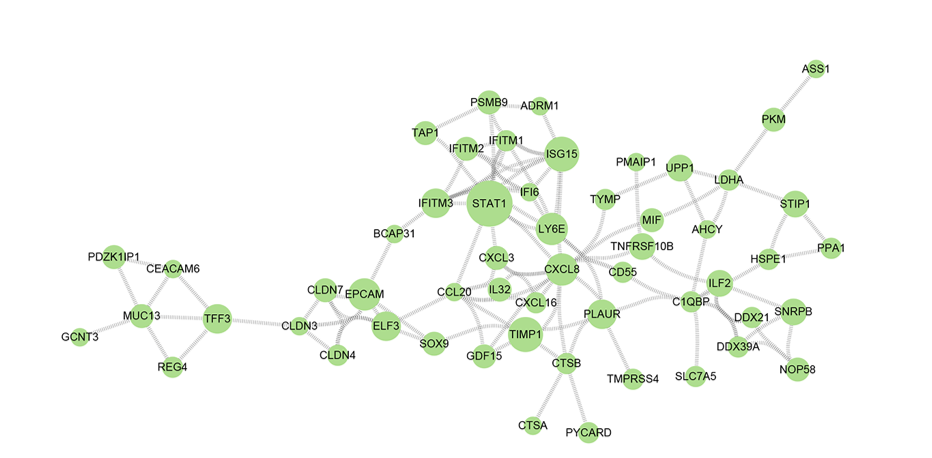 ASS1
PSMB9
ADRM1
PKM
TAP1
IFITM1
IFITM2
ISG15
PMAIP1
UPP1
LDHA
IFI6
TYMP
STAT1
IFITM3
STIP1
MIF
LY6E
AHCY
BCAP31
TNFRSF10B
PPA1
PDZK1IP1
CXCL3
HSPE1
CEACAM6
CXCL8
CD55
ILF2
CLDN7
EPCAM
CCL20
IL32
CXCL16
C1QBP
MUC13
TFF3
PLAUR
DDX21
SNRPB
CLDN3
ELF3
TIMP1
GCNT3
SOX9
DDX39A
CLDN4
GDF15
CTSB
REG4
TMPRSS4
SLC7A5
NOP58
CTSA
PYCARD